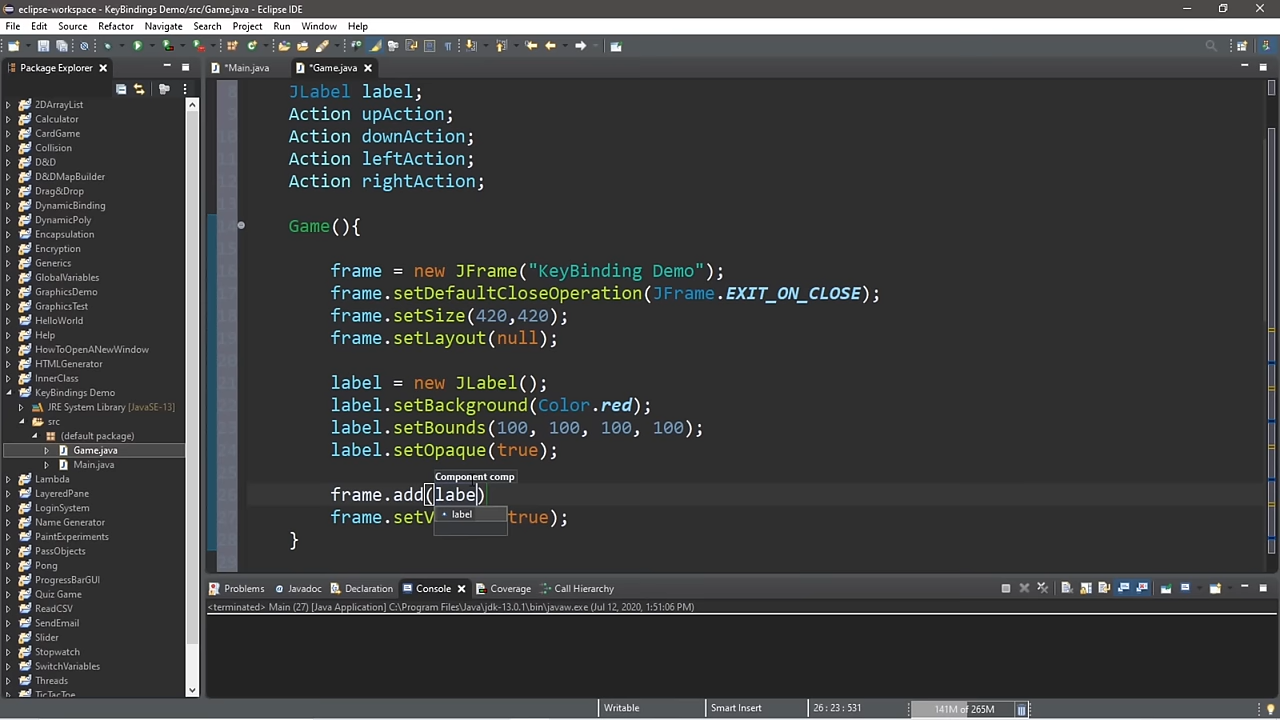 eclipse-workspace - KeyBindings Demo/src/Game.java - Eclipse IDE
File Edit Source Refactor Navigate Search Project Run Window Help
Package Explorer
*Main.java *Game.java
2DArrayList
Calculator
CardGame
Collision
D&D
D&DMapBuilder
Drag&Drop
DynamicBinding
DynamicPoly
Encapsulation
Encryption
Generics
GlobalVariables
GraphicsDemo
GraphicsTest
HelloWorld
Help
HowToOpenANewWindow
HTMLGenerator
InnerClass
KeyBindings Demo
JRE System Library [JavaSE-13]
src
(default package)
Game.java
Main.java
Lambda
LayeredPane
LoginSystem
Name Generator
PaintExperiments
PassObjects
Pong
ProgressBarGUI
Quiz Game
ReadCSV
SendEmail
Slider
Stopwatch
SwitchVariables
Threads
TicTacToe
JLabel label;
Action upAction;
Action downAction;
Action leftAction;
Action rightAction;
Game(){
frame = new JFrame("KeyBinding Demo");
frame.setDefaultCloseOperation(JFrame.EXIT_ON_CLOSE);
frame.setSize(420,420);
frame.setLayout(null);
label = new JLabel();
label.setBackground(Color.red);
label.setBounds(100, 100, 100, 100);
label.setOpaque(true);
Component comp
frame.add(labe)
label
frame.setV true);
}
Problems Javadoc Declaration Console Coverage Call Hierarchy
<terminated> Main (27) [Java Application] C:\Program Files\Java\jdk-13.0.1\bin\javaw.exe (Jul 12, 2020, 1:51:06 PM)
Writable Smart Insert 26 : 23 : 531 141M of 265M